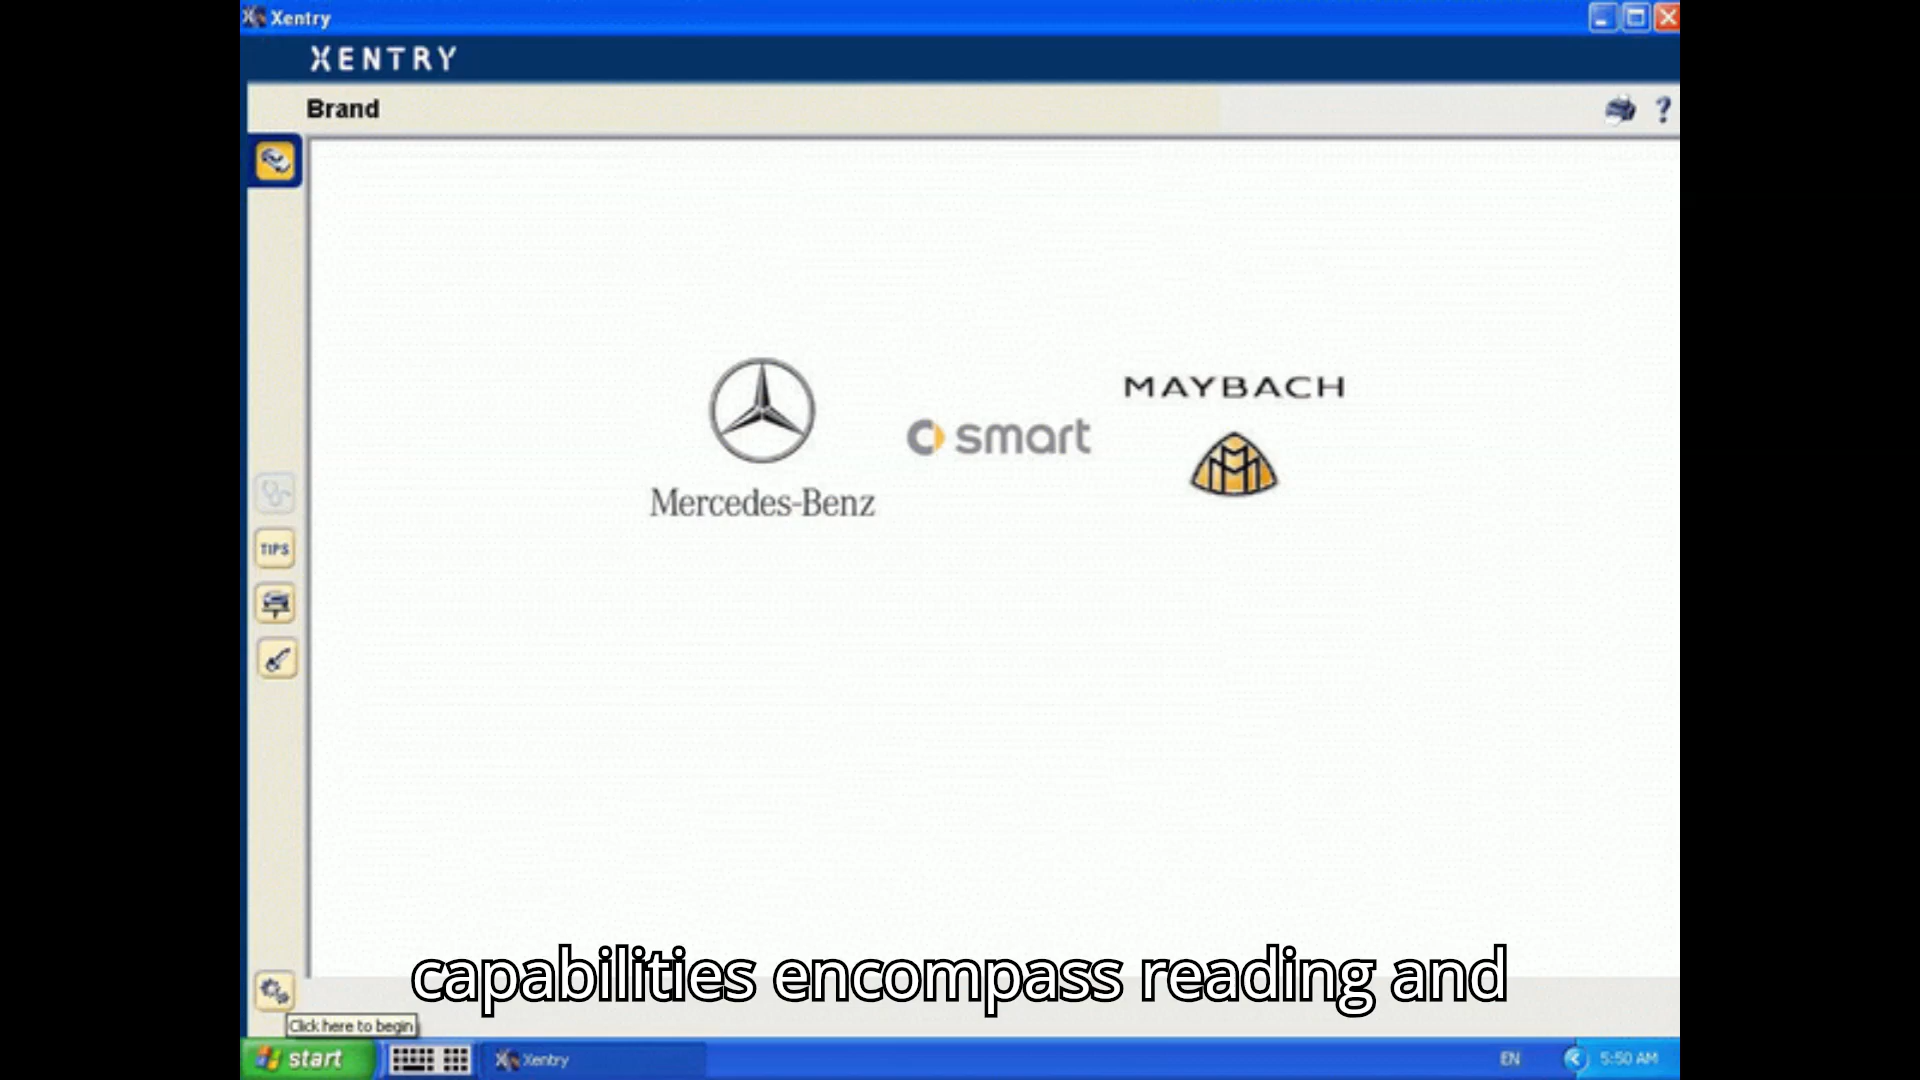 Xentry
XENTRY
Brand
?
MAYBACH
smart
Mercedes-Benz
TIPS
capabilities encompass reading and
Click here to begin
start
Xentry
EN
5:50 AM